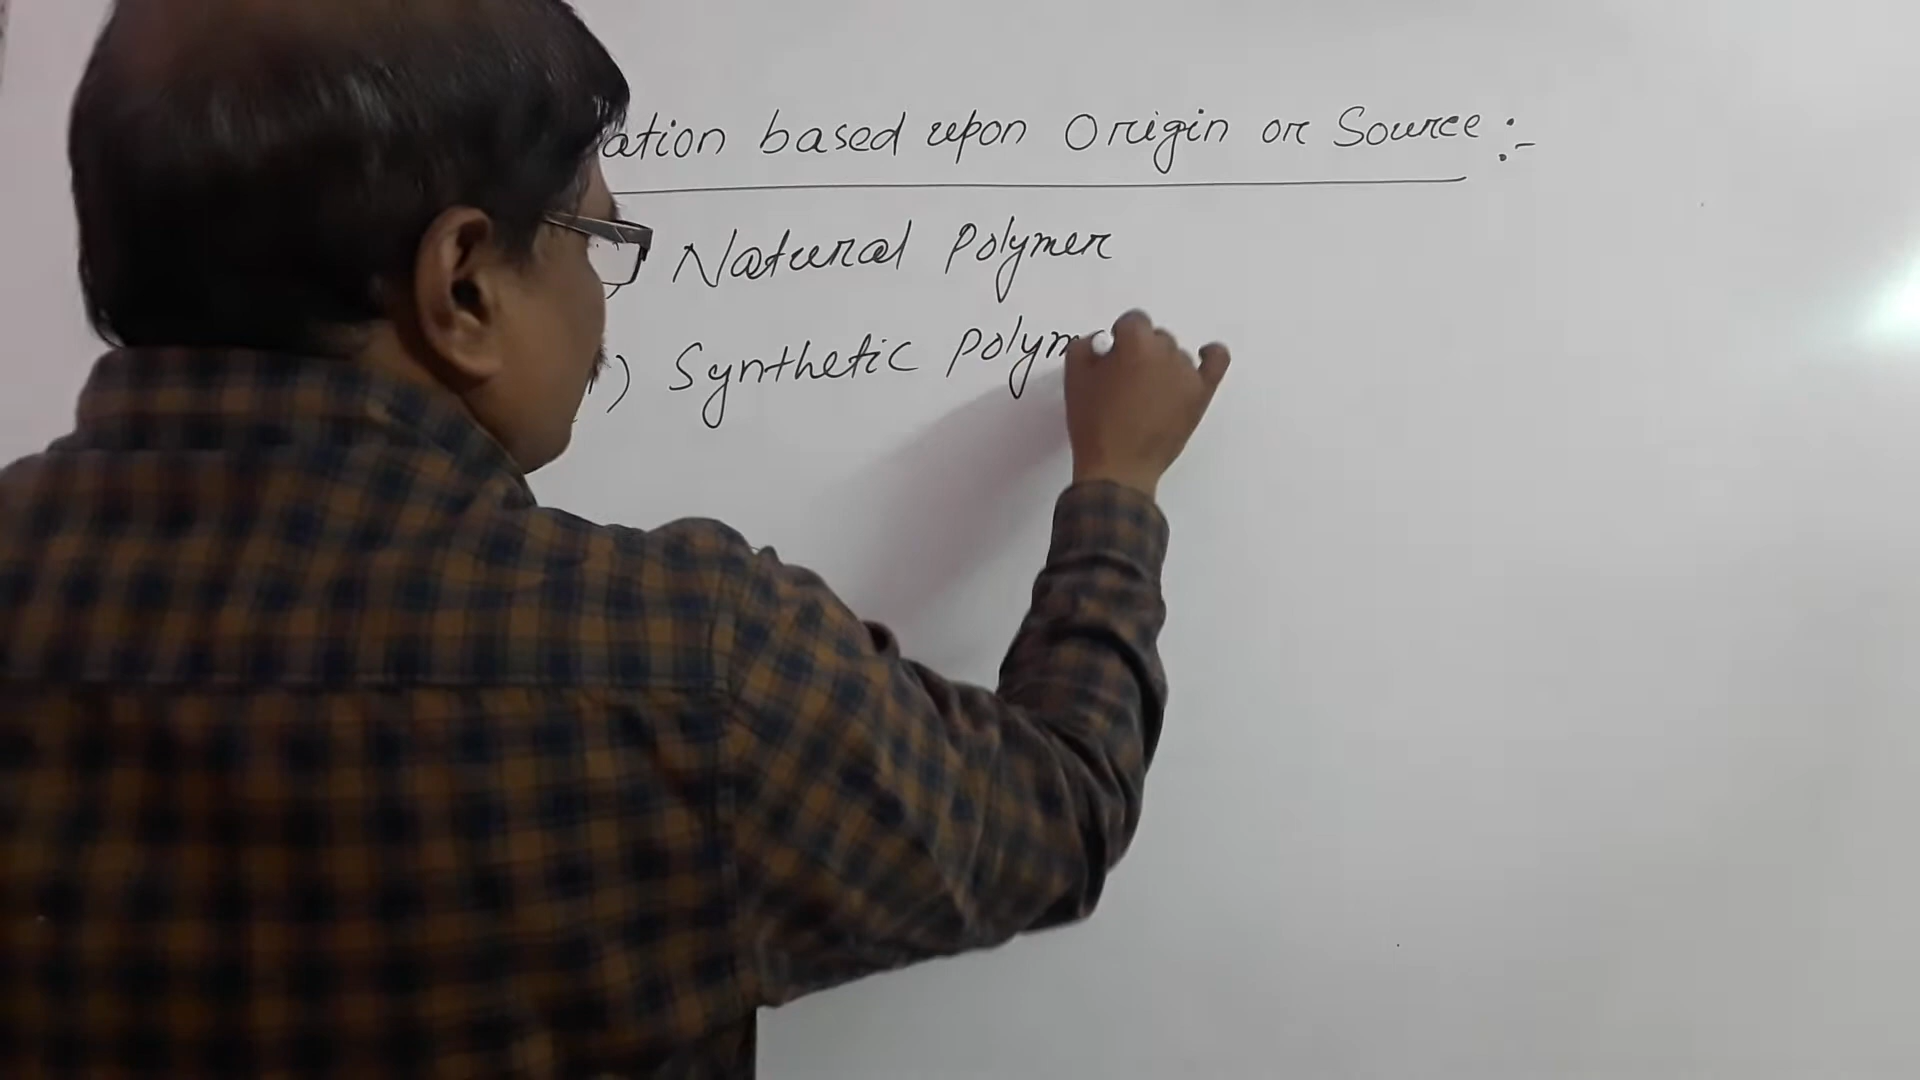 ation based upon Origin or Source :-
) Natural Polymer
) Synthetic Polym